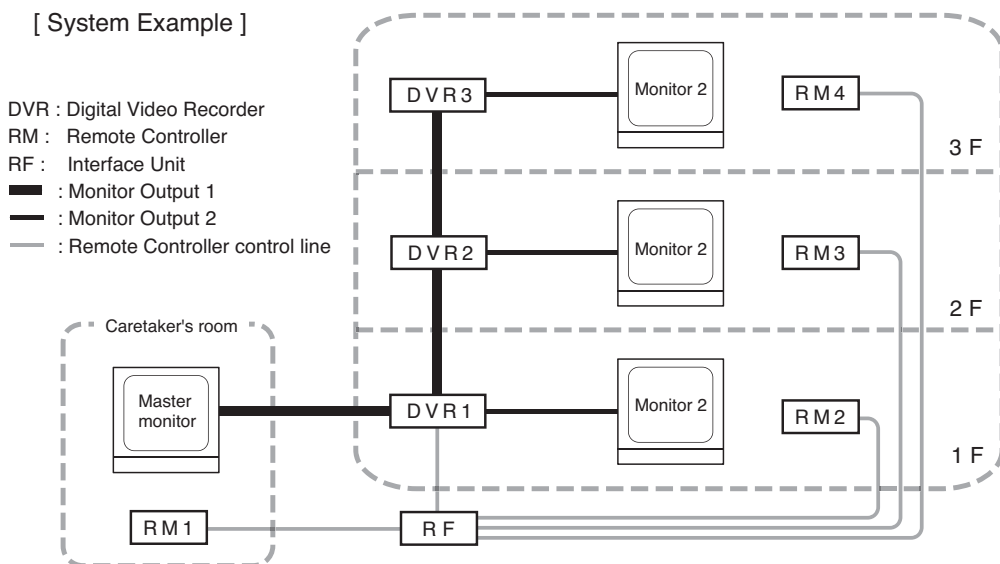 [ System Example ]
DVR : Digital Video Recorder
RM : Remote Controller
RF : Interface Unit
: Monitor Output 1
: Monitor Output 2
: Remote Controller control line
DVR3
Monitor 2
RM4
3 F
DVR2
Monitor 2
RM3
2 F
Caretaker's room
Master
monitor
DVR1
Monitor 2
RM2
1 F
RM1
RF